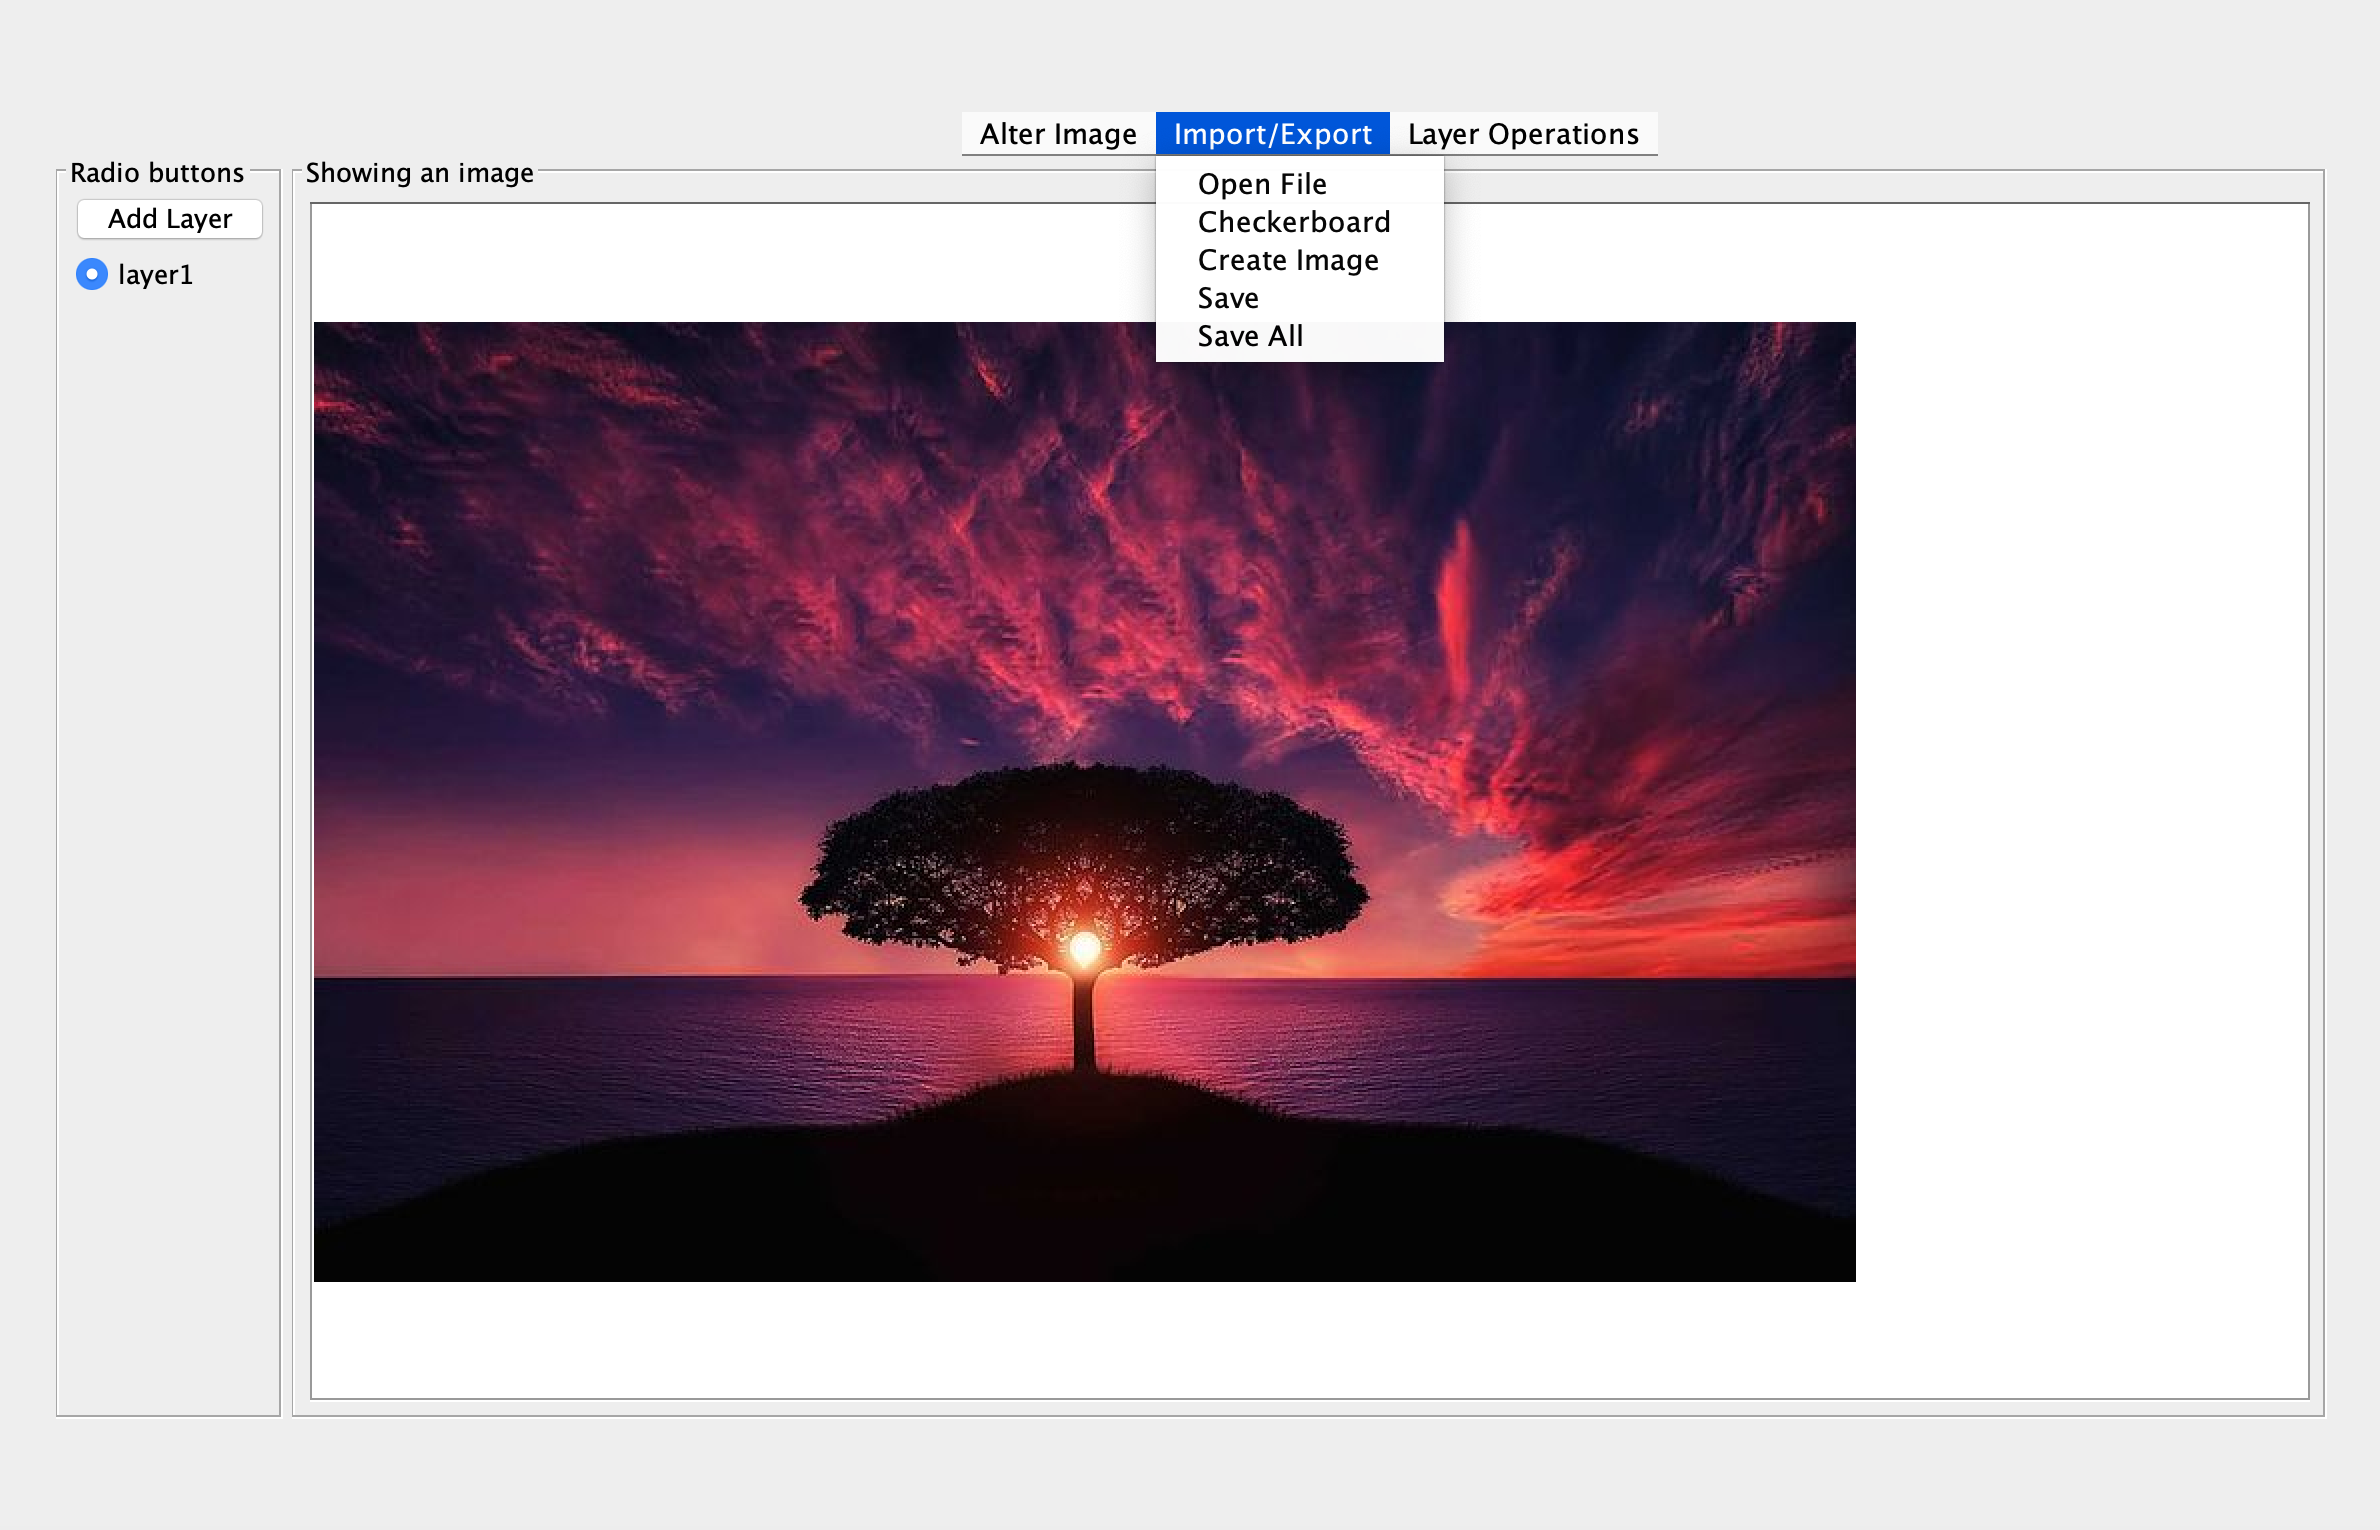 Alter Image Import/Export Layer Operations
Radio buttons
Showing an image
Add Layer
layer1
Open File
Checkerboard
Create Image
Save
Save All